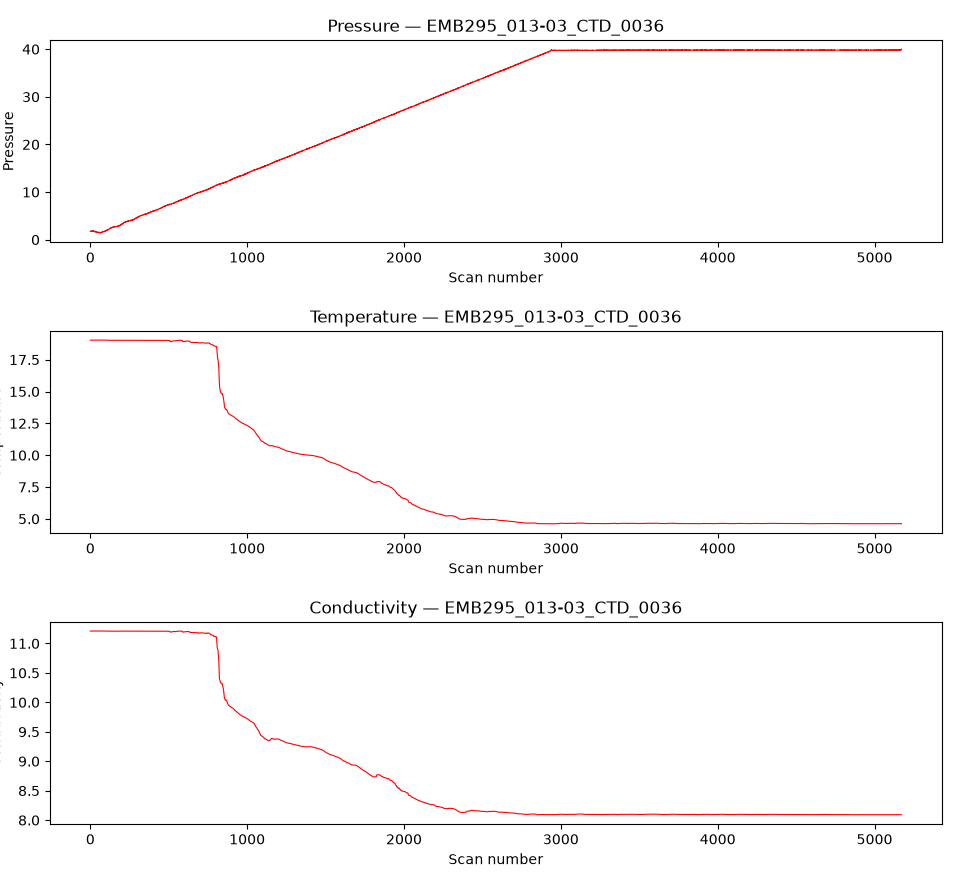 Pressure — EMB295_013-03_CTD_0036
40
30
20
10
0
Pressure
0 1000 2000 3000 4000 5000
Scan number
Temperature — EMB295_013-03_CTD_0036
17.5
15.0
12.5
10.0
7.5
5.0
0 1000 2000 3000 4000 5000
Scan number
Conductivity — EMB295_013-03_CTD_0036
11.0
10.5
10.0
9.5
9.0
8.5
8.0
0 1000 2000 3000 4000 5000
Scan number